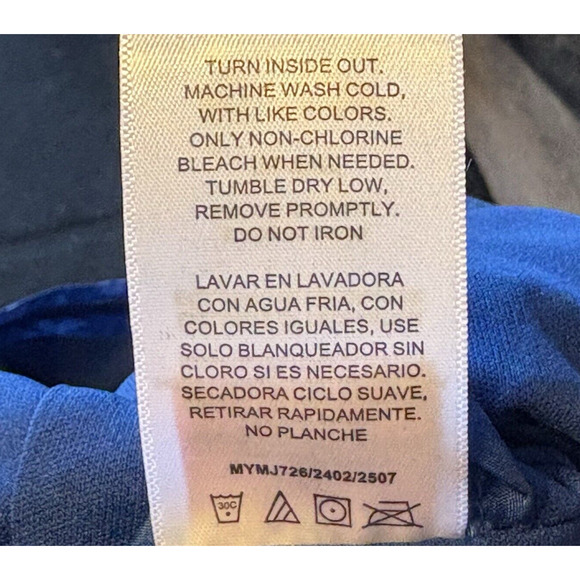 TURN INSIDE OUT.
MACHINE WASH COLD,
WITH LIKE COLORS.
ONLY NON-CHLORINE
BLEACH WHEN NEEDED.
TUMBLE DRY LOW,
REMOVE PROMPTLY.
DO NOT IRON
LAVAR EN LAVADORA
CON AGUA FRIA, CON
COLORES IGUALES, USE
SOLO BLANQUEADOR SIN
CLORO SI ES NECESARIO.
SECADORA CICLO SUAVE,
RETIRAR RAPIDAMENTE.
NO PLANCHE
MYMJ726/2402/2507
30C